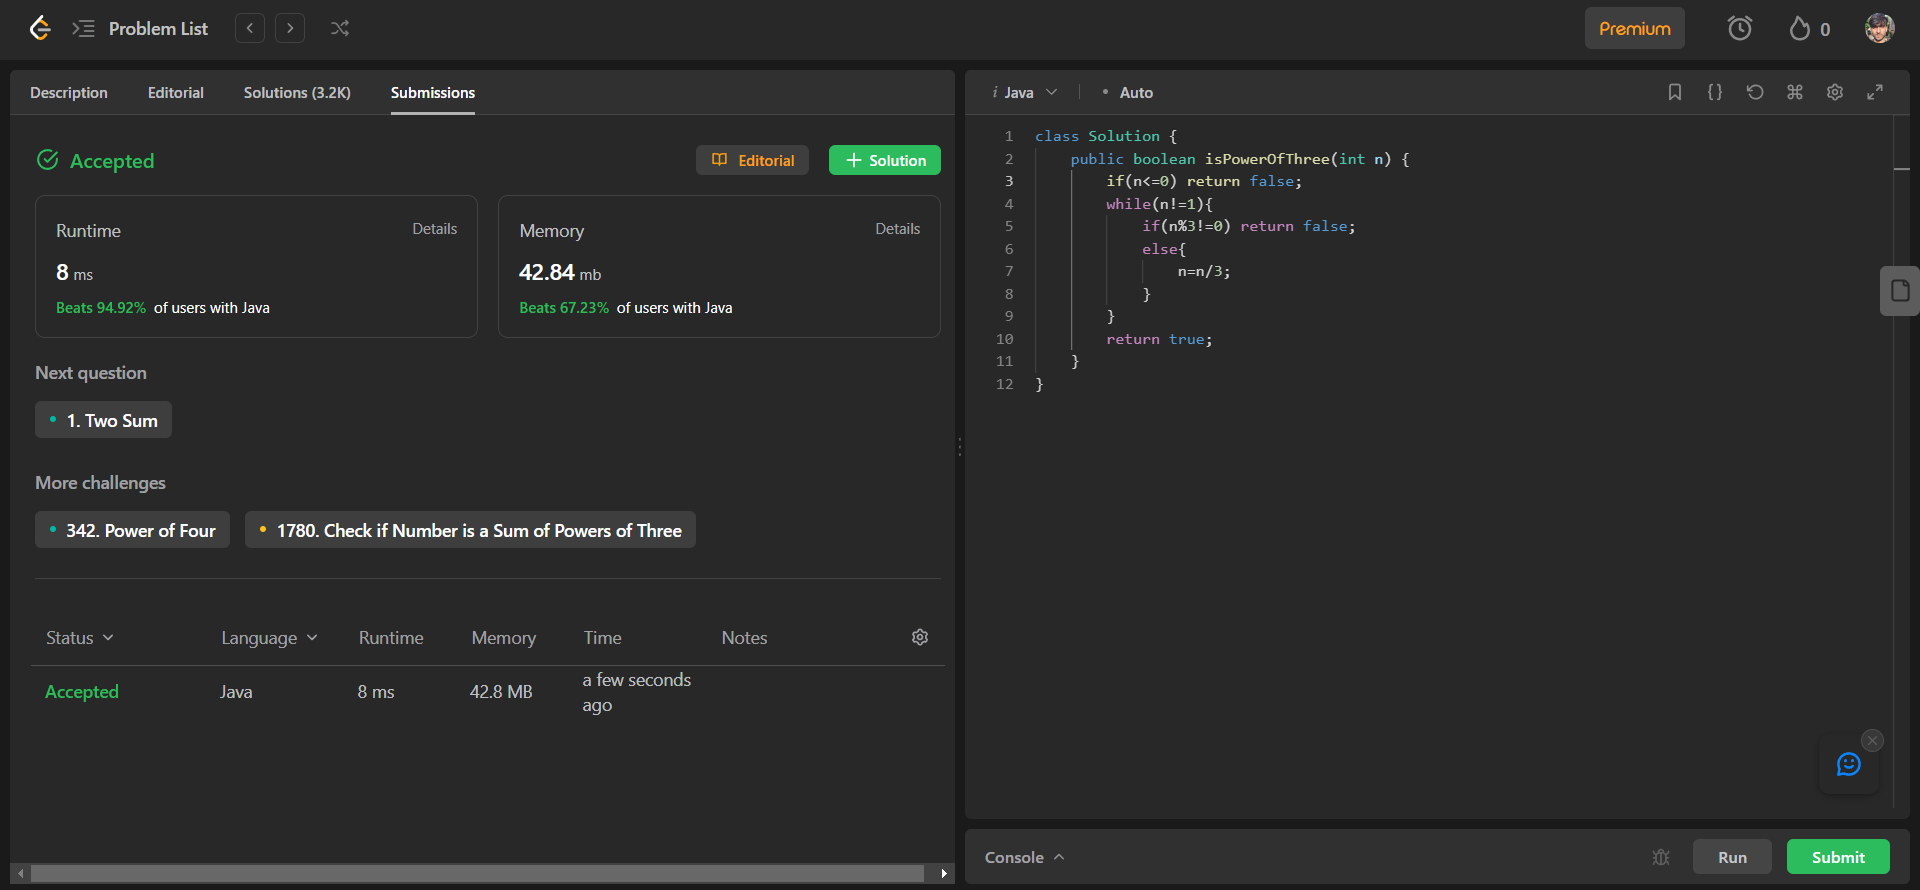 Problem List
Premium
0
Description Editorial Solutions (3.2K) Submissions
Accepted
Editorial
Solution
Runtime Details
8 ms
Beats 94.92% of users with Java
Memory Details
42.84 mb
Beats 67.23% of users with Java
Next question
1. Two Sum
More challenges
342. Power of Four
1780. Check if Number is a Sum of Powers of Three
Status Language Runtime Memory Time Notes
Accepted Java 8 ms 42.8 MB a few seconds
ago
i Java • Auto
1 class Solution {
2 public boolean isPowerOfThree(int n) {
3 if(n<=0) return false;
4 while(n!=1){
5 if(n%3!=0) return false;
6 else{
7 n=n/3;
8 }
9 }
10 return true;
11 }
12 }
Console
Run
Submit